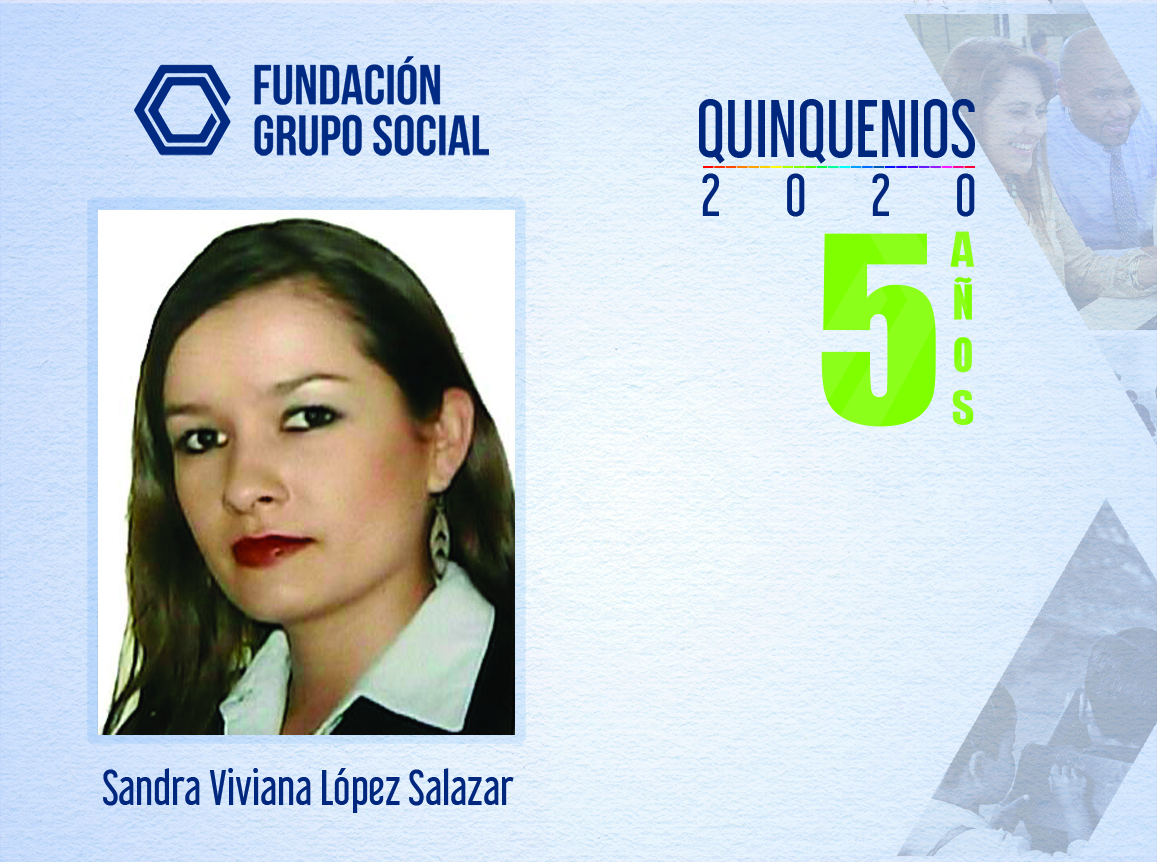 FUNDACIÓN
GRUPO SOCIAL
QUINQUENIOS
2020
5
AÑOS
Sandra Viviana López Salazar